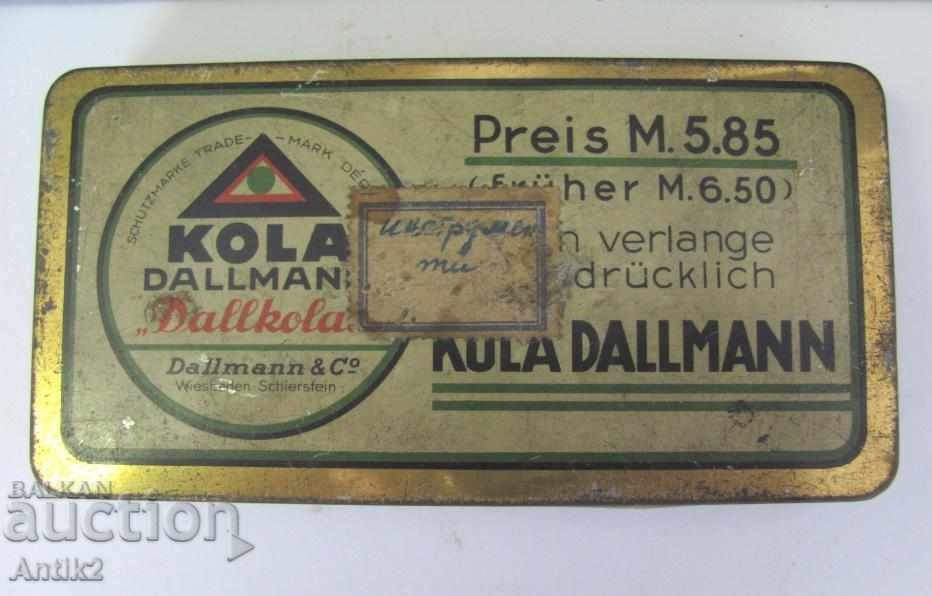 SCHUTZMARKE TRADE-MARK DÉP
KOLA
DALLMANN
„Dallkola“
Dallmann & Co
Wiesbaden-Schierstein
Preis M.5.85
(Früher M.6.50)
verlange
drücklich
KOLA DALLMANN
инструмен
ти
BALKAN
auction
Antik2